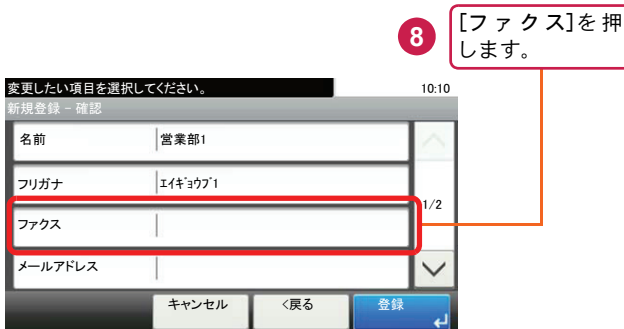 8
[ファクス]を押
します。
変更したい項目を選択してください。 10:10
新規登録 - 確認
名前 営業部1
フリガナ ｴｲｷﾞｮｳﾌﾞ1
1/2
ファクス
メールアドレス
キャンセル <戻る 登録